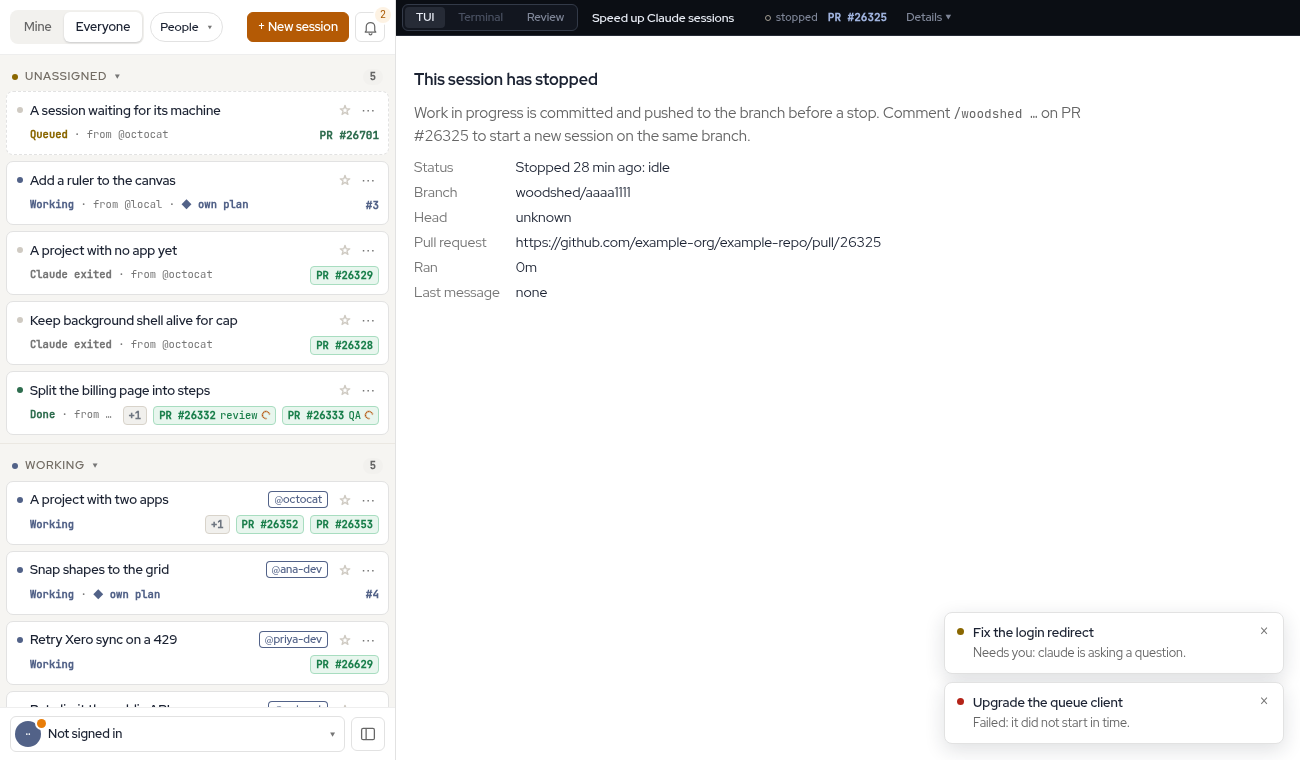 Mine
Everyone
People
+ New session
2
UNASSIGNED
5
A session waiting for its machine
Queued · from @octocat
PR #26701
Add a ruler to the canvas
Working · from @local · ◆ own plan
#3
A project with no app yet
Claude exited · from @octocat
PR #26329
Keep background shell alive for cap
Claude exited · from @octocat
PR #26328
Split the billing page into steps
Done · from …
+1
PR #26332 review
PR #26333 QA
WORKING
5
A project with two apps
@octocat
Working
+1
PR #26352
PR #26353
Snap shapes to the grid
@ana-dev
Working · ◆ own plan
#4
Retry Xero sync on a 429
@priya-dev
Working
PR #26629
Not signed in
TUI
Terminal
Review
Speed up Claude sessions
stopped
PR #26325
Details
This session has stopped
Work in progress is committed and pushed to the branch before a stop. Comment /woodshed … on PR
#26325 to start a new session on the same branch.
Status Stopped 28 min ago: idle
Branch woodshed/aaaa1111
Head unknown
Pull request https://github.com/example-org/example-repo/pull/26325
Ran 0m
Last message none
Fix the login redirect
Needs you: claude is asking a question.
Upgrade the queue client
Failed: it did not start in time.